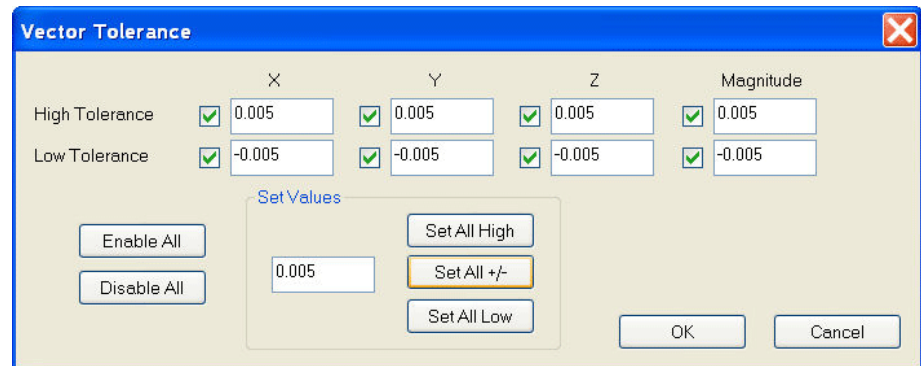 Vector Tolerance
X Y Z Magnitude
High Tolerance 0.005 0.005 0.005 0.005
Low Tolerance -0.005 -0.005 -0.005 -0.005
Set Values
Enable All
Disable All
0.005
Set All High
Set All +/-
Set All Low
OK Cancel